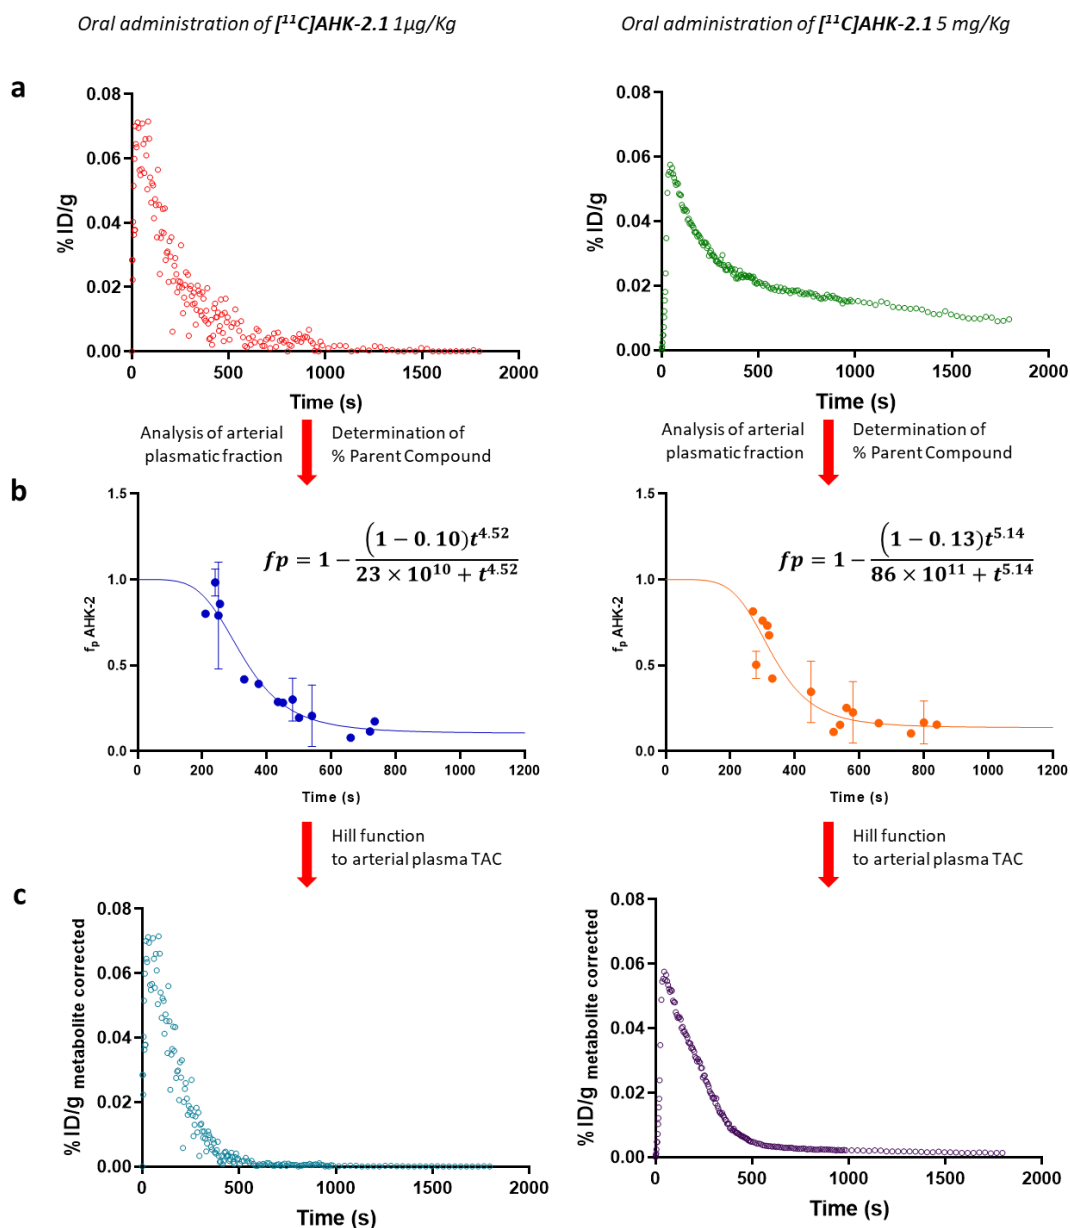 Oral administration of [¹¹C]AHK-2.1 1µg/Kg
Oral administration of [¹¹C]AHK-2.1 5 mg/Kg
a
% ID/g
0.08
0.06
0.04
0.02
0.00
0 500 1000 1500 2000
Time (s)
% ID/g
0.08
0.06
0.04
0.02
0.00
0 500 1000 1500 2000
Time (s)
Analysis of arterial
plasmatic fraction
Determination of
% Parent Compound
Analysis of arterial
plasmatic fraction
Determination of
% Parent Compound
b
fp AHK-2
1.5
1.0
0.5
0.0
fp = 1 − (1 − 0.10)t^4.52 / 23 × 10^10 + t^4.52
0 200 400 600 800 1000 1200
Time (s)
fp AHK-2
1.5
1.0
0.5
0.0
fp = 1 − (1 − 0.13)t^5.14 / 86 × 10^11 + t^5.14
0 200 400 600 800 1000 1200
Time (s)
Hill function
to arterial plasma TAC
Hill function
to arterial plasma TAC
c
% ID/g metabolite corrected
0.08
0.06
0.04
0.02
0.00
0 500 1000 1500 2000
Time (s)
% ID/g metabolite corrected
0.08
0.06
0.04
0.02
0.00
0 500 1000 1500 2000
Time (s)